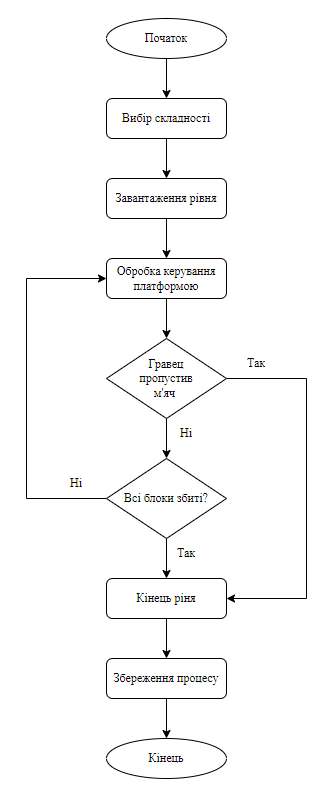 Початок
Вибір складності
Завантаження рівня
Обробка керування
платформою
Гравец
пропустив
м'яч
Так
Ні
Ні
Всі блоки збиті?
Так
Кінець ріня
Збереження процесу
Кінець